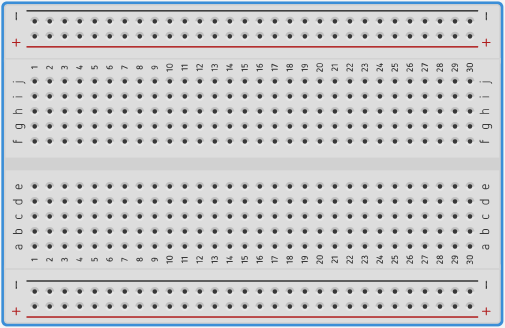 − −
+ +
1 2 3 4 5 6 7 8 9 10 11 12 13 14 15 16 17 18 19 20 21 22 23 24 25 26 27 28 29 30
j j
i i
h h
g g
f f
e e
d d
c c
b b
a a
1 2 3 4 5 6 7 8 9 10 11 12 13 14 15 16 17 18 19 20 21 22 23 24 25 26 27 28 29 30
− −
+ +